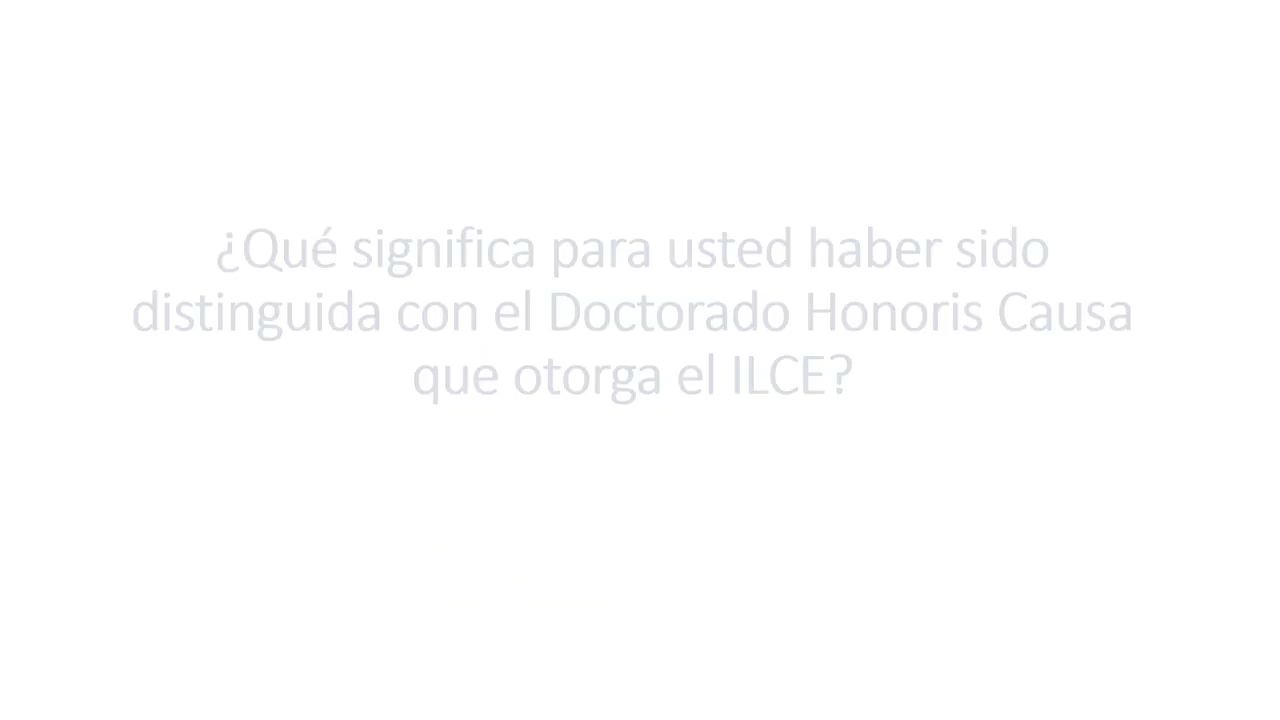 ¿Qué significa para usted haber sido
distinguida con el Doctorado Honoris Causa
que otorga el ILCE?